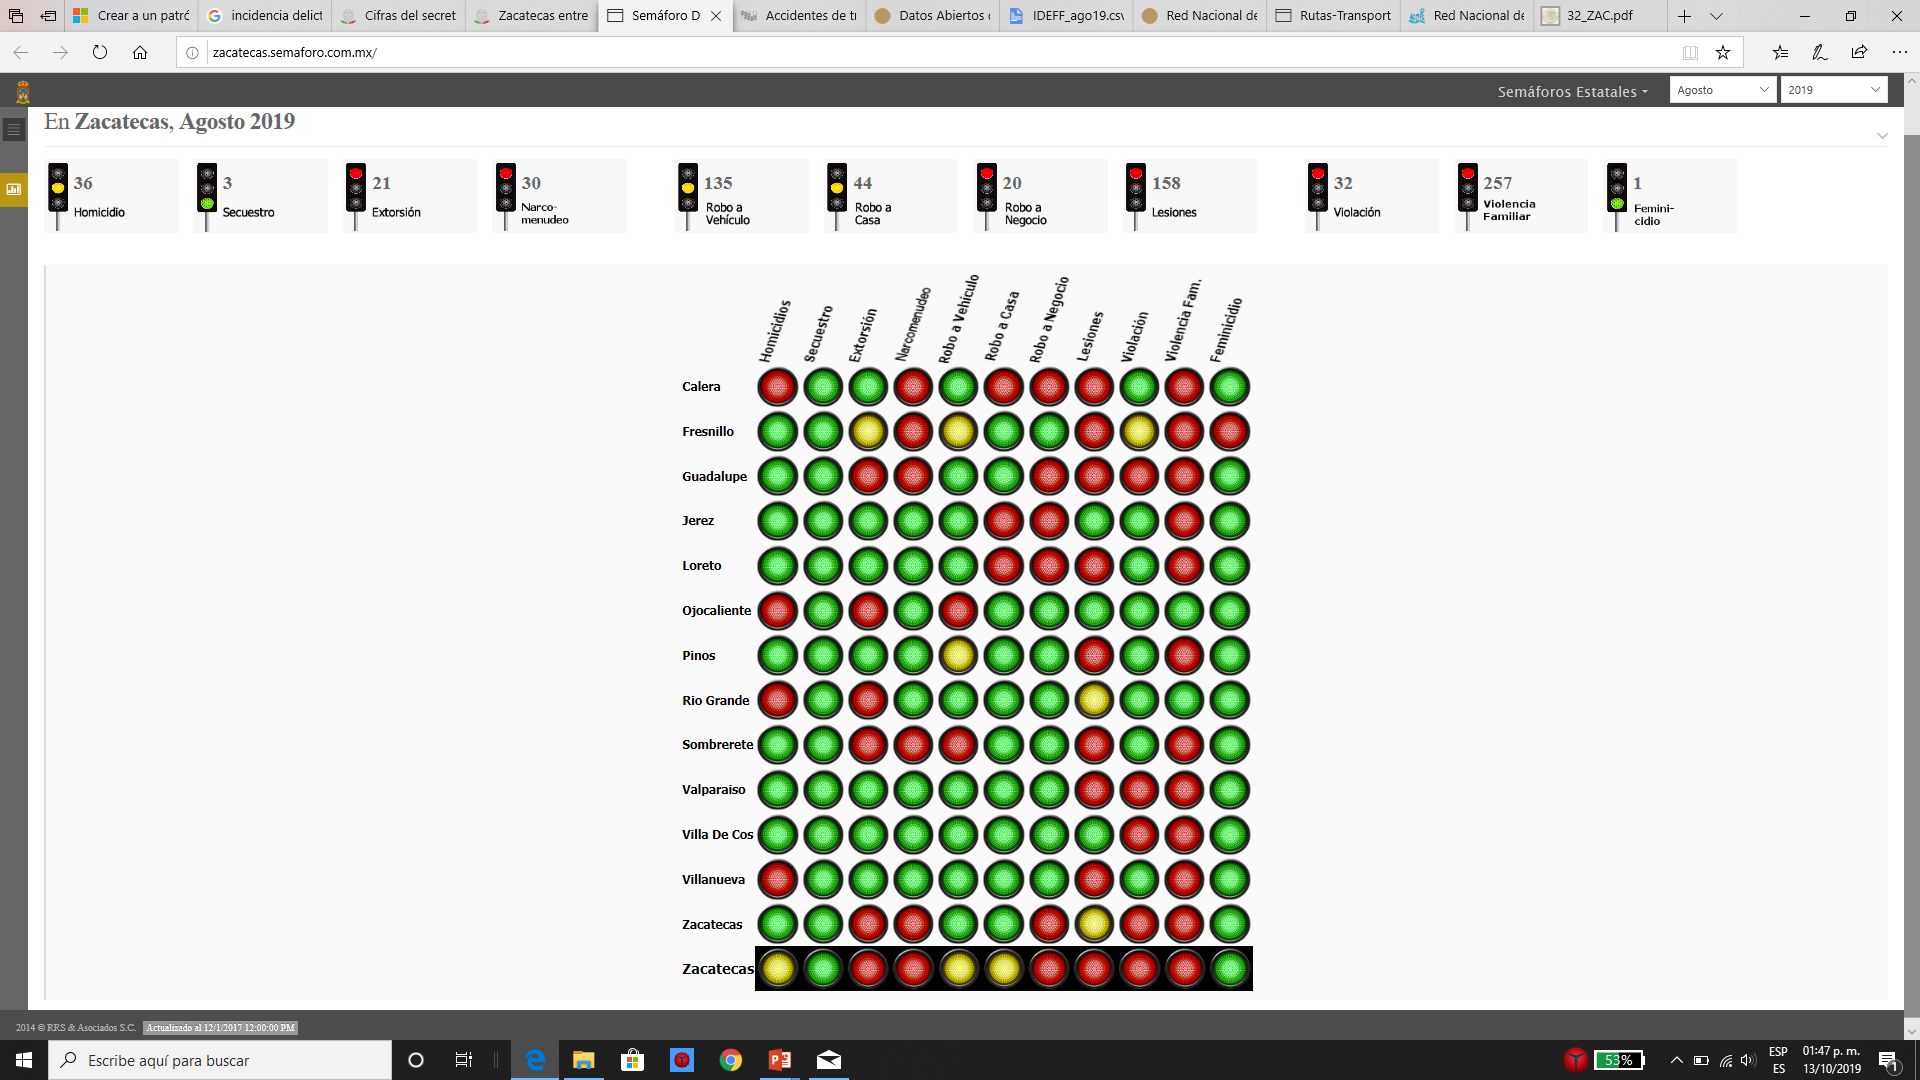 Crear a un patró
incidencia delict
Cifras del secret
Zacatecas entre
Semáforo D
Accidentes de t
Datos Abiertos
IDEFF_ago19.csv
Red Nacional de
Rutas-Transport
Red Nacional de
32_ZAC.pdf
zacatecas.semaforo.com.mx/
Semáforos Estatales
Agosto
2019
En Zacatecas, Agosto 2019
36
Homicidio
3
Secuestro
21
Extorsión
30
Narco-
menudeo
135
Robo a
Vehículo
44
Robo a
Casa
20
Robo a
Negocio
158
Lesiones
32
Violación
257
Violencia
Familiar
1
Femini-
cidio
Homicidios
Secuestro
Extorsión
Narcomenudeo
Robo a Vehículo
Robo a Casa
Robo a Negocio
Lesiones
Violación
Violencia Fam.
Feminicidio
Calera
Fresnillo
Guadalupe
Jerez
Loreto
Ojocaliente
Pinos
Rio Grande
Sombrerete
Valparaiso
Villa De Cos
Villanueva
Zacatecas
Zacatecas
2014 © RRS & Asociados S.C. Actualizado al 12/1/2017 12:00:00 PM
Escribe aquí para buscar
53%
ESP
ES
01:47 p. m.
13/10/2019
1